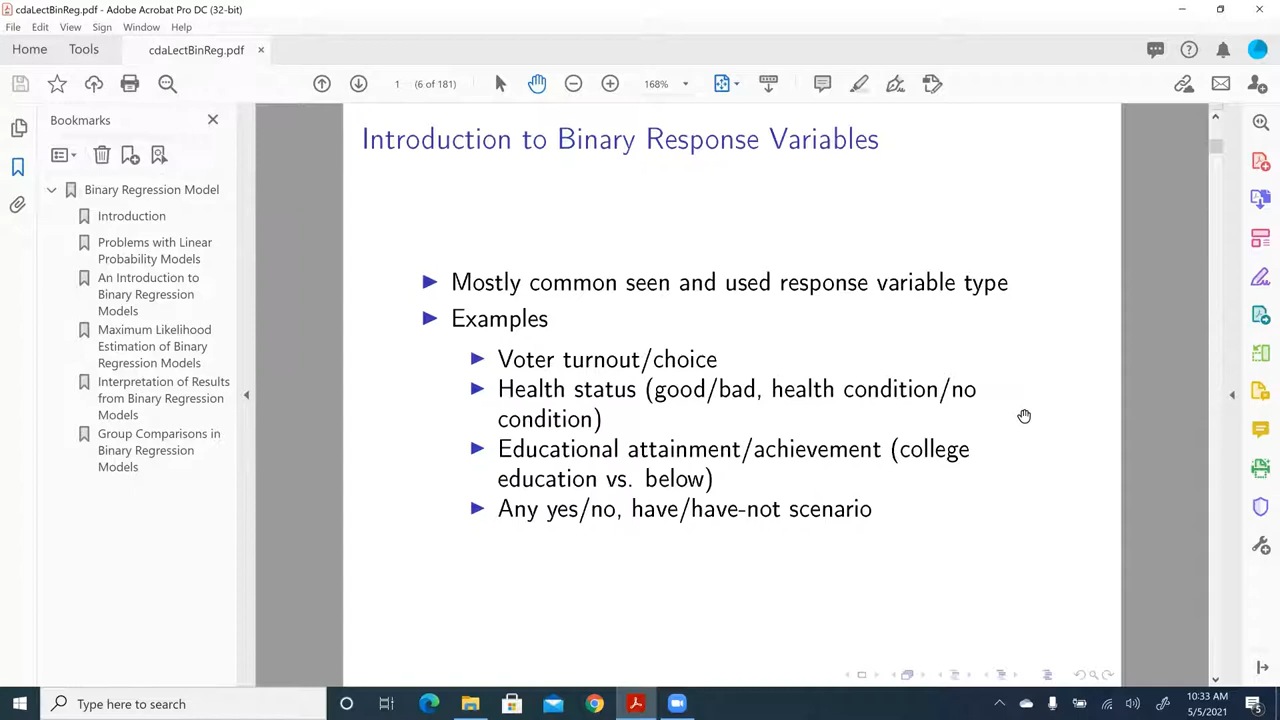 cdaLectBinReg.pdf - Adobe Acrobat Pro DC (32-bit)
File Edit View Sign Window Help
Home Tools cdaLectBinReg.pdf ×
1 (6 of 181) 168%
Bookmarks
Binary Regression Model
Introduction
Problems with Linear
Probability Models
An Introduction to
Binary Regression
Models
Maximum Likelihood
Estimation of Binary
Regression Models
Interpretation of Results
from Binary Regression
Models
Group Comparisons in
Binary Regression
Models
Introduction to Binary Response Variables
Mostly common seen and used response variable type
Examples
Voter turnout/choice
Health status (good/bad, health condition/no
condition)
Educational attainment/achievement (college
education vs. below)
Any yes/no, have/have-not scenario
Type here to search
10:33 AM
5/5/2021
5